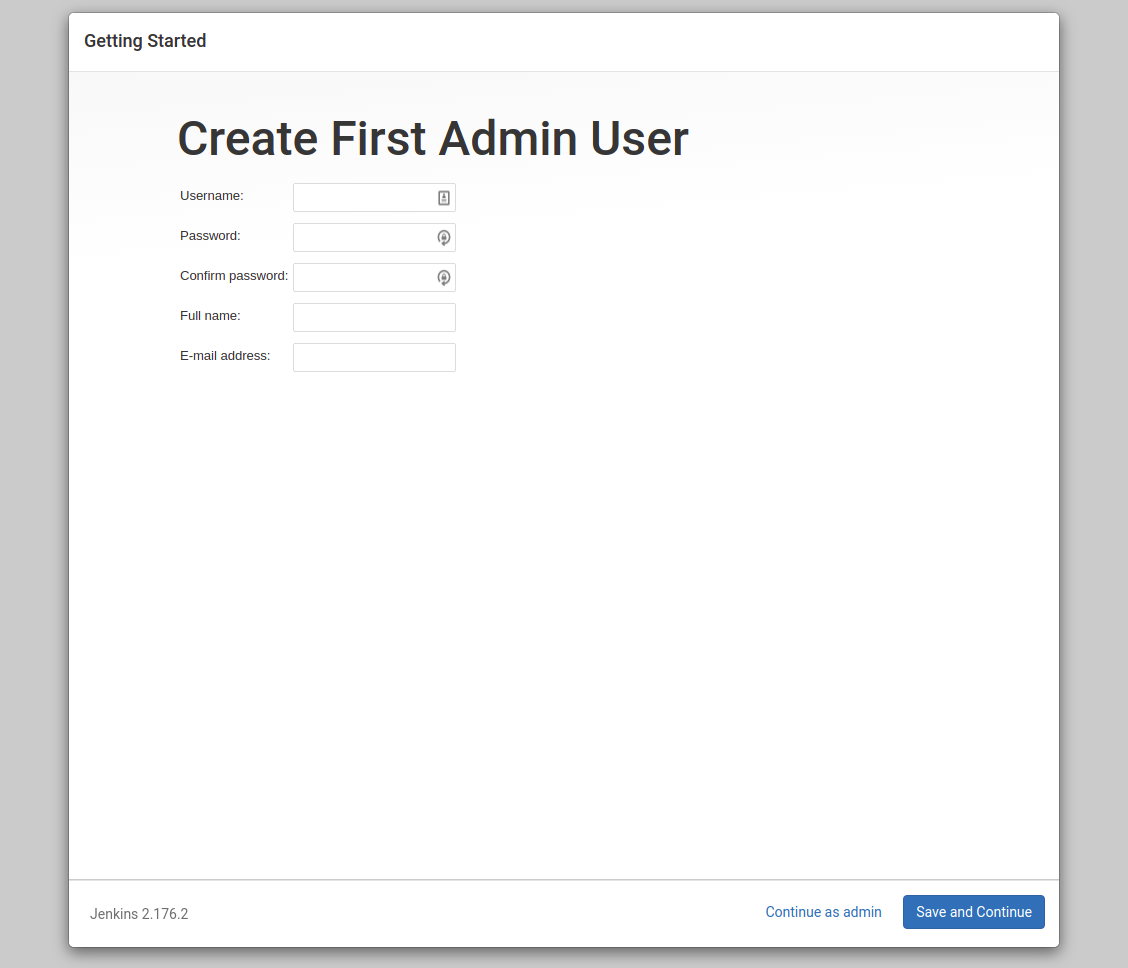 Getting Started
Create First Admin User
Username:
Password:
Confirm password:
Full name:
E-mail address:
Jenkins 2.176.2
Continue as admin
Save and Continue